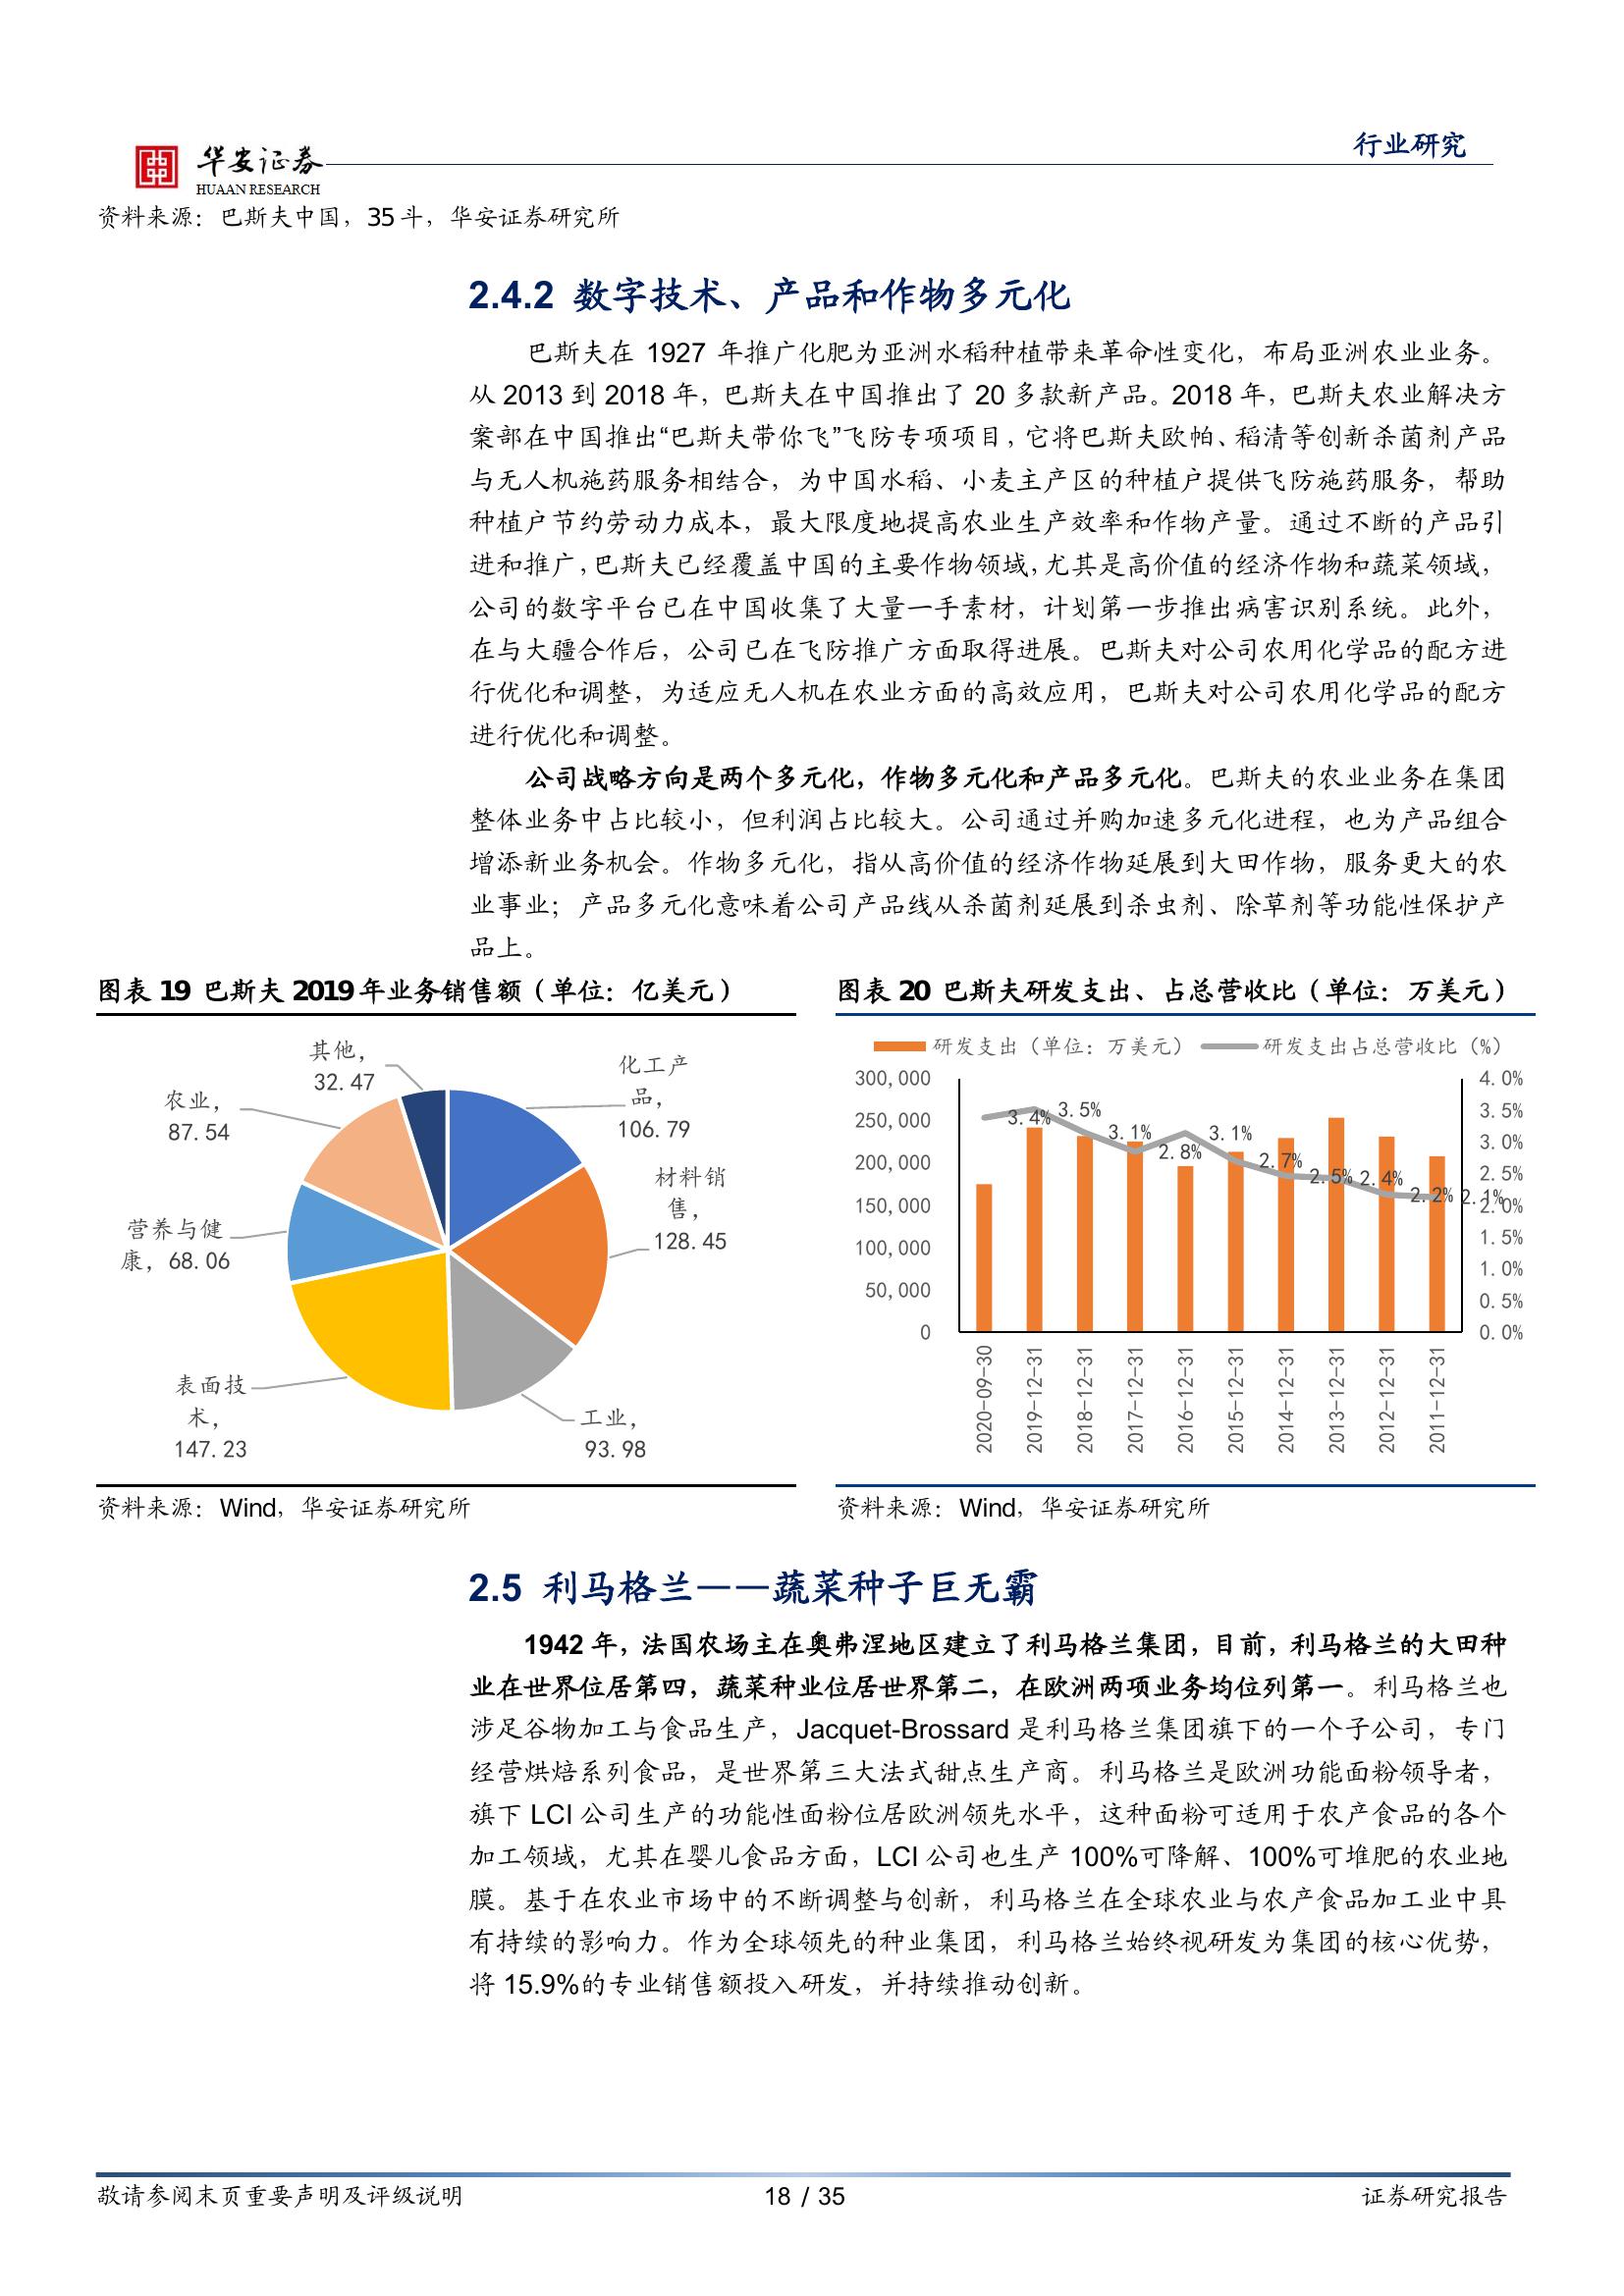 行业研究
华安证券
HUAAN RESEARCH
资料来源：巴斯夫中国，35 斗，华安证券研究所
2.4.2 数字技术、产品和作物多元化
巴斯夫在 1927 年推广化肥为亚洲水稻种植带来革命性变化，布局亚洲农业业务。
从 2013 到 2018 年，巴斯夫在中国推出了 20 多款新产品。2018 年，巴斯夫农业解决方
案部在中国推出“巴斯夫带你飞”飞防专项项目，它将巴斯夫欧帕、稻清等创新杀菌剂产品
与无人机施药服务相结合，为中国水稻、小麦主产区的种植户提供飞防施药服务，帮助
种植户节约劳动力成本，最大限度地提高农业生产效率和作物产量。通过不断的产品引
进和推广，巴斯夫已经覆盖中国的主要作物领域，尤其是高价值的经济作物和蔬菜领域，
公司的数字平台已在中国收集了大量一手素材，计划第一步推出病害识别系统。此外，
在与大疆合作后，公司已在飞防推广方面取得进展。巴斯夫对公司农用化学品的配方进
行优化和调整，为适应无人机在农业方面的高效应用，巴斯夫对公司农用化学品的配方
进行优化和调整。
公司战略方向是两个多元化，作物多元化和产品多元化。巴斯夫的农业业务在集团
整体业务中占比较小，但利润占比较大。公司通过并购加速多元化进程，也为产品组合
增添新业务机会。作物多元化，指从高价值的经济作物延展到大田作物，服务更大的农
业事业；产品多元化意味着公司产品线从杀菌剂延展到杀虫剂、除草剂等功能性保护产
品上。
图表 19 巴斯夫 2019 年业务销售额（单位：亿美元）
其他，
32.47
化工产
品，
106.79
农业，
87.54
材料销
售，
128.45
营养与健
康，68.06
表面技
术，
147.23
工业，
93.98
资料来源：Wind，华安证券研究所
图表 20 巴斯夫研发支出、占总营收比（单位：万美元）
研发支出（单位：万美元） 研发支出占总营收比（%）
300,000
250,000
200,000
150,000
100,000
50,000
0
3.4%
3.5%
3.1%
2.8%
3.1%
2.7%
2.5%
2.4%
2.2%
2.1%
4.0%
3.5%
3.0%
2.5%
2.0%
1.5%
1.0%
0.5%
0.0%
2020-09-30
2019-12-31
2018-12-31
2017-12-31
2016-12-31
2015-12-31
2014-12-31
2013-12-31
2012-12-31
2011-12-31
资料来源：Wind，华安证券研究所
2.5 利马格兰——蔬菜种子巨无霸
1942 年，法国农场主在奥弗涅地区建立了利马格兰集团，目前，利马格兰的大田种
业在世界位居第四，蔬菜种业位居世界第二，在欧洲两项业务均位列第一。利马格兰也
涉足谷物加工与食品生产，Jacquet-Brossard 是利马格兰集团旗下的一个子公司，专门
经营烘焙系列食品，是世界第三大法式甜点生产商。利马格兰是欧洲功能面粉领导者，
旗下 LCI 公司生产的功能性面粉位居欧洲领先水平，这种面粉可适用于农产食品的各个
加工领域，尤其在婴儿食品方面，LCI 公司也生产 100%可降解、100%可堆肥的农业地
膜。基于在农业市场中的不断调整与创新，利马格兰在全球农业与农产食品加工业中具
有持续的影响力。作为全球领先的种业集团，利马格兰始终视研发为集团的核心优势，
将 15.9%的专业销售额投入研发，并持续推动创新。
敬请参阅末页重要声明及评级说明
18 / 35
证券研究报告